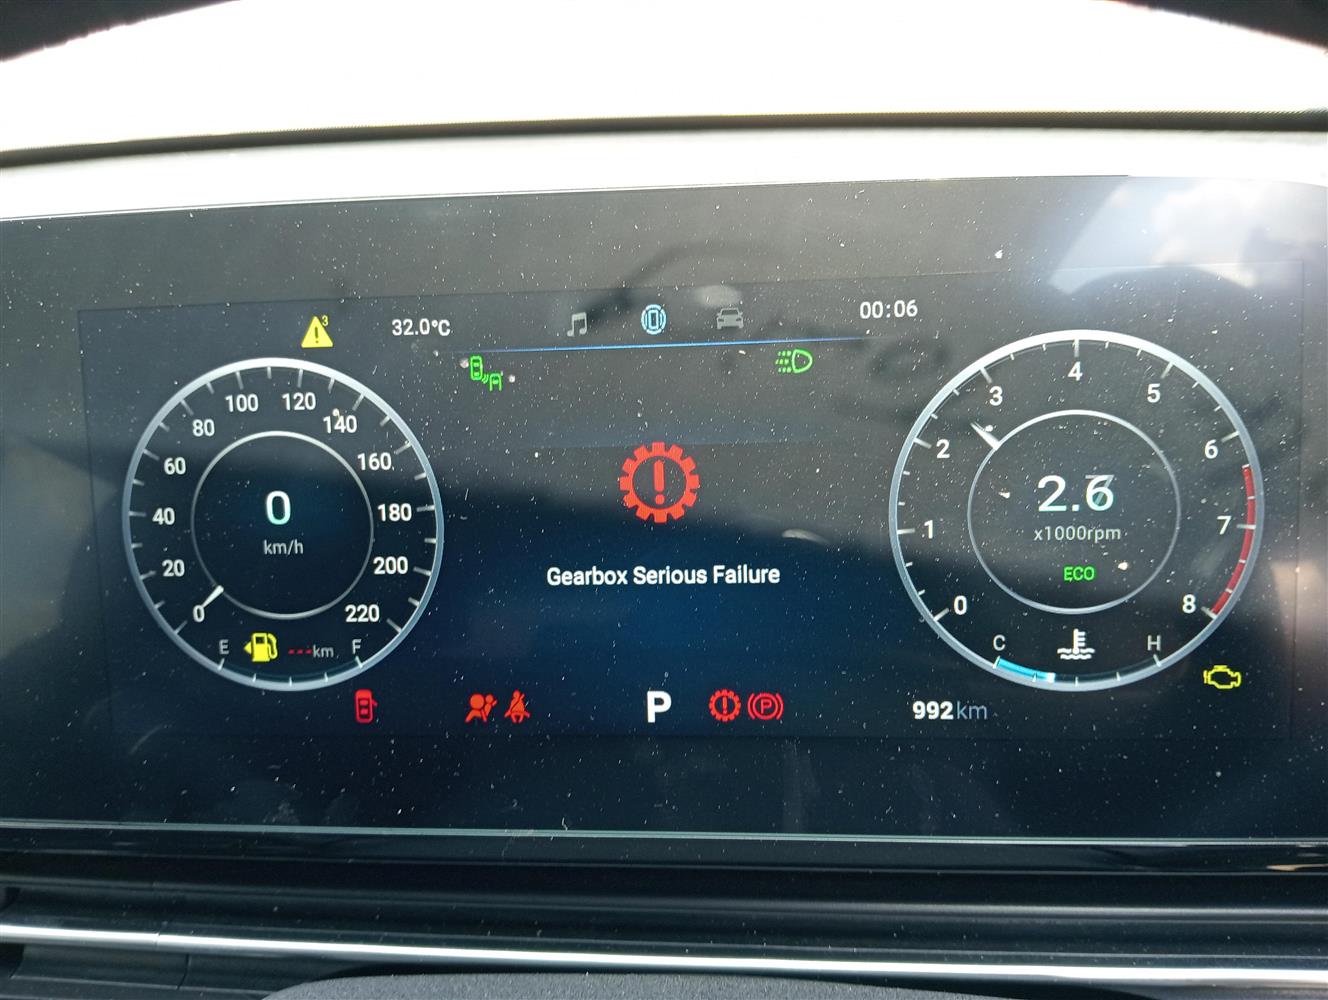 3
32.0°C
00:06
0
20
40
60
80
100
120
140
160
180
200
220
0
km/h
E
---km
F
Gearbox Serious Failure
0
1
2
3
4
5
6
7
8
2.6
x1000rpm
ECO
C
H
P
P
992km